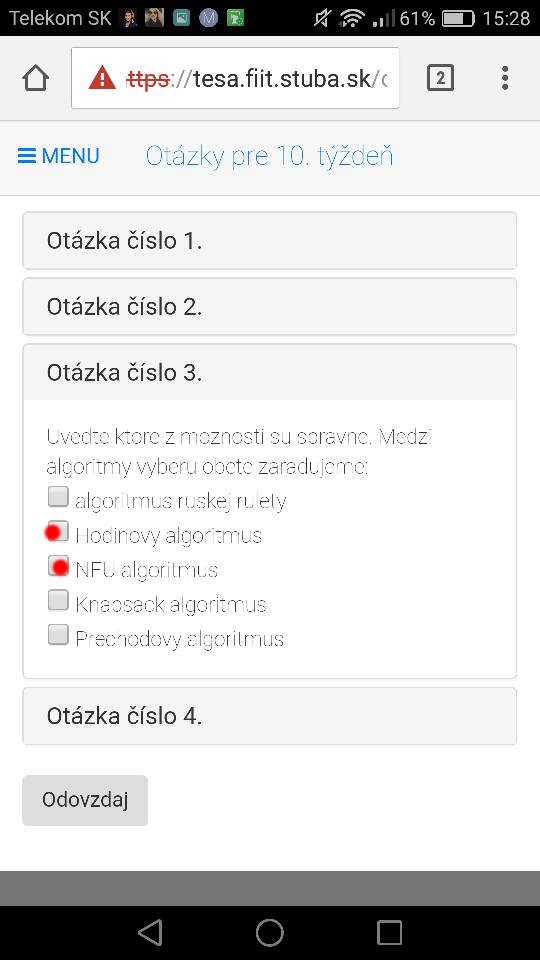 Telekom SK 61% 15:28
ttps://tesa.fiit.stuba.sk/c
2
MENU Otázky pre 10. týždeň
Otázka číslo 1.
Otázka číslo 2.
Otázka číslo 3.
Uvedte ktore z moznosti su spravne. Medzi
algoritmy vyberu obete zaradujeme:
algoritmus ruskej rulety
Hodinovy algoritmus
NFU algoritmus
Knapsack algoritmus
Prechodovy algoritmus
Otázka číslo 4.
Odovzdaj